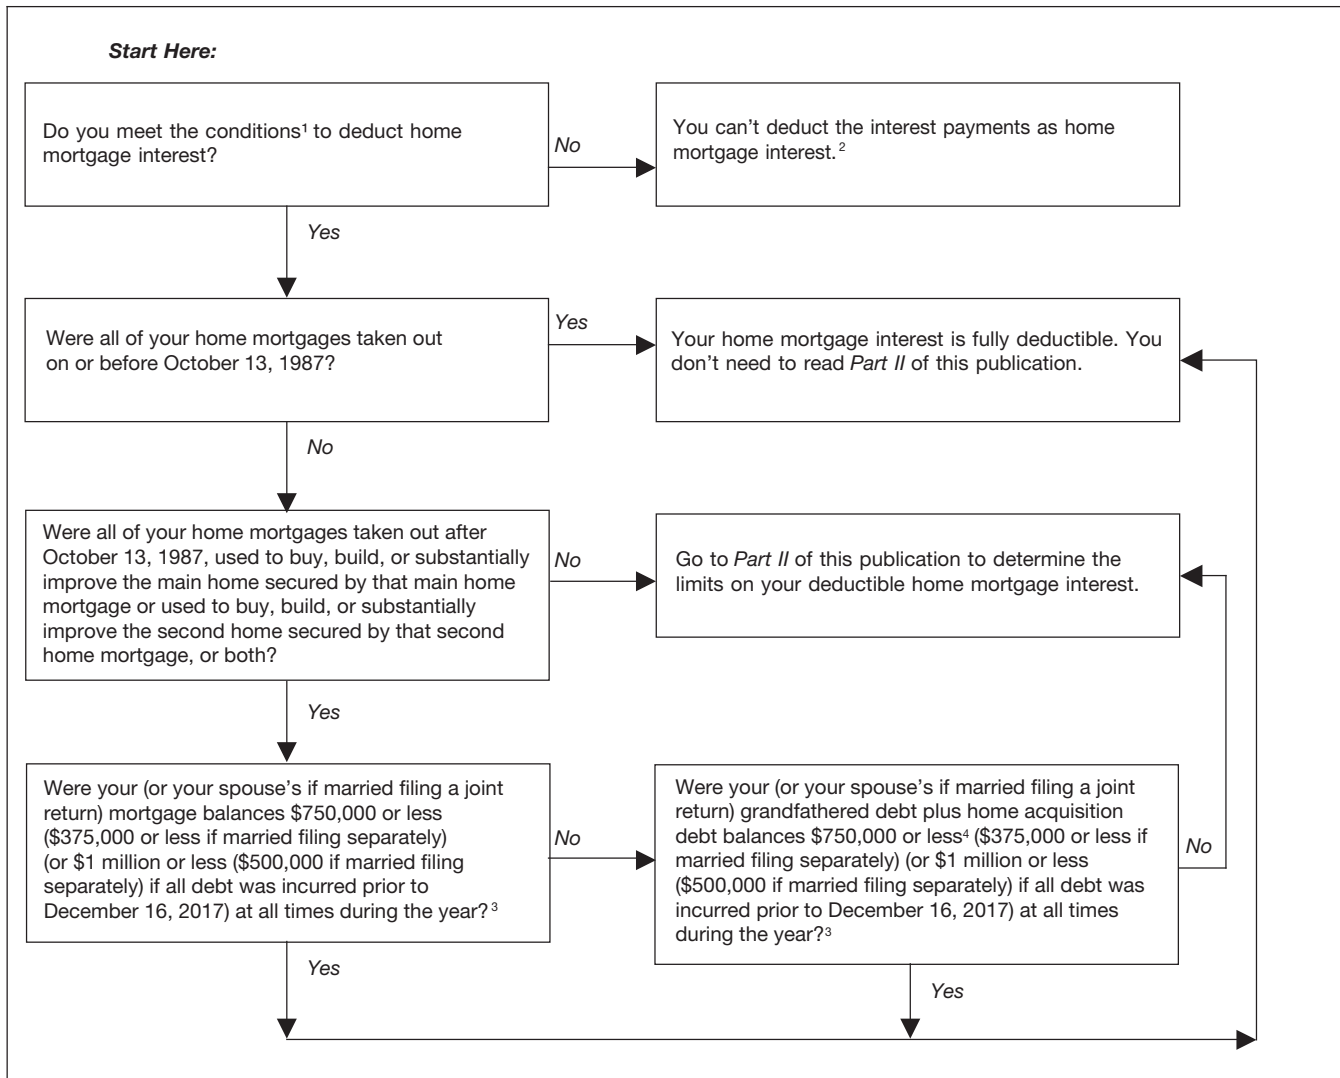 Start Here:
Do you meet the conditions¹ to deduct home
mortgage interest?
No
You can't deduct the interest payments as home
mortgage interest.²
Yes
Were all of your home mortgages taken out
on or before October 13, 1987?
Yes
Your home mortgage interest is fully deductible. You
don't need to read Part II of this publication.
No
Were all of your home mortgages taken out after
October 13, 1987, used to buy, build, or substantially
improve the main home secured by that main home
mortgage or used to buy, build, or substantially
improve the second home secured by that second
home mortgage, or both?
No
Go to Part II of this publication to determine the
limits on your deductible home mortgage interest.
Yes
Were your (or your spouse's if married filing a joint
return) mortgage balances $750,000 or less
($375,000 or less if married filing separately)
(or $1 million or less ($500,000 if married filing
separately) if all debt was incurred prior to
December 16, 2017) at all times during the year?³
No
Were your (or your spouse's if married filing a joint
return) grandfathered debt plus home acquisition
debt balances $750,000 or less⁴ ($375,000 or less if
married filing separately) (or $1 million or less
($500,000 if married filing separately) if all debt was
incurred prior to December 16, 2017) at all times
during the year?³
No
Yes
Yes